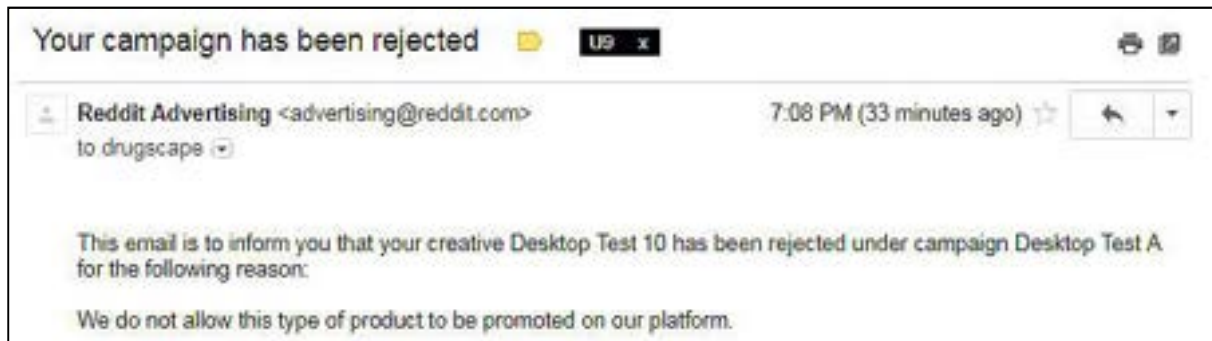 Your campaign has been rejected U9 x
Reddit Advertising <advertising@reddit.com> 7:08 PM (33 minutes ago)
to drugscape
This email is to inform you that your creative Desktop Test 10 has been rejected under campaign Desktop Test A
for the following reason:
We do not allow this type of product to be promoted on our platform.